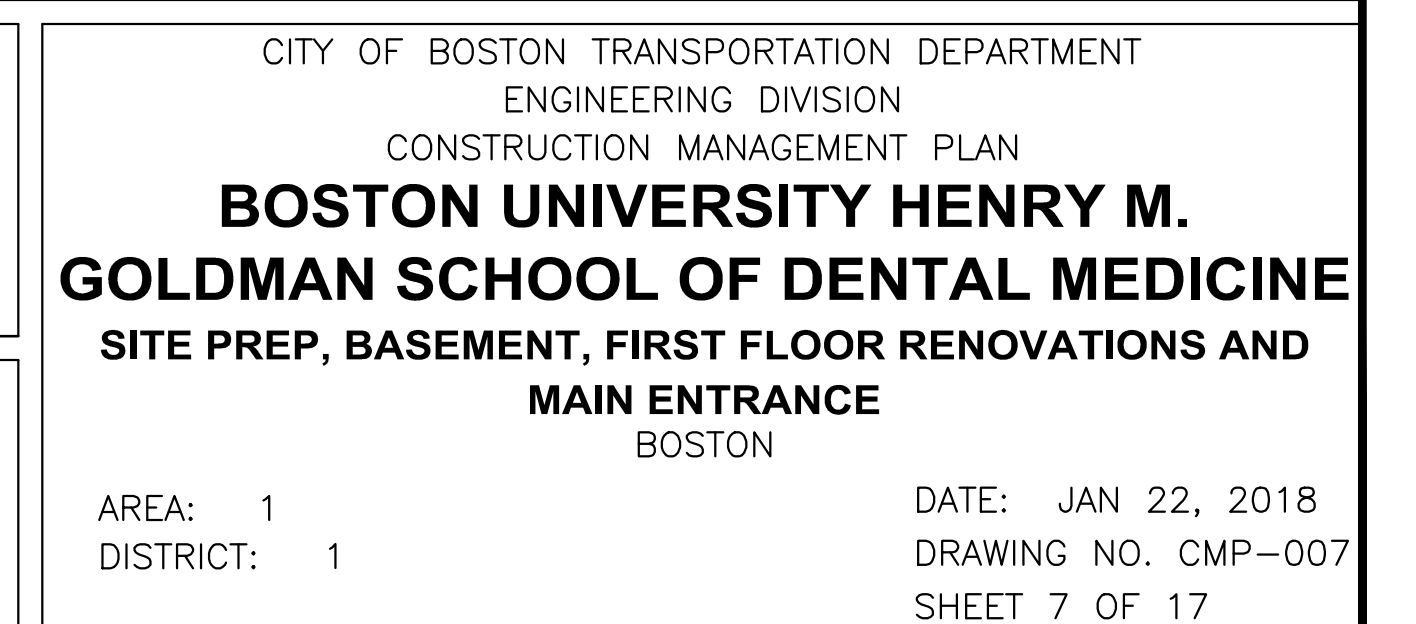 CITY OF BOSTON TRANSPORTATION DEPARTMENT
ENGINEERING DIVISION
CONSTRUCTION MANAGEMENT PLAN
BOSTON UNIVERSITY HENRY M.
GOLDMAN SCHOOL OF DENTAL MEDICINE
SITE PREP, BASEMENT, FIRST FLOOR RENOVATIONS AND
MAIN ENTRANCE
BOSTON
AREA: 1
DISTRICT: 1
DATE: JAN 22, 2018
DRAWING NO. CMP-007
SHEET 7 OF 17